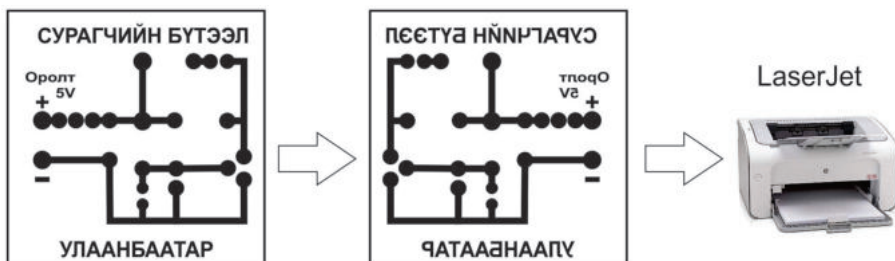 СУРАГЧИЙН БҮТЭЭЛ
Оролт
+
5V
-
УЛААНБААТАР
СУРАГЧИЙН БҮТЭЭЛ
Оролт
+
5V
-
УЛААНБААТАР
LaserJet